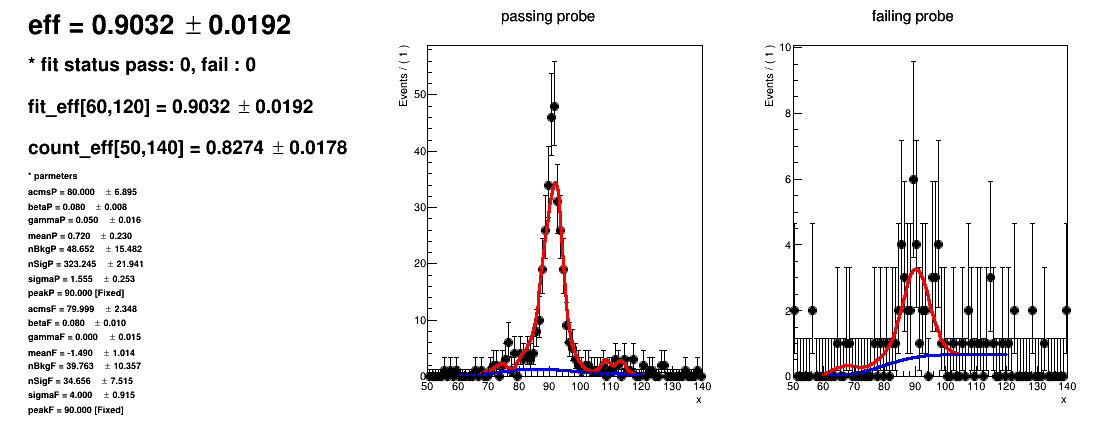 eff = 0.9032 ± 0.0192
* fit status pass: 0, fail : 0
fit_eff[60,120] = 0.9032 ± 0.0192
count_eff[50,140] = 0.8274 ± 0.0178
* parmeters
acmsP = 80.000 ± 6.895
betaP = 0.080 ± 0.008
gammaP = 0.050 ± 0.016
meanP = 0.720 ± 0.230
nBkgP = 48.652 ± 15.482
nSigP = 323.245 ± 21.941
sigmaP = 1.555 ± 0.253
peakP = 90.000 [Fixed]
acmsF = 79.999 ± 2.348
betaF = 0.080 ± 0.010
gammaF = 0.000 ± 0.015
meanF = -1.490 ± 1.014
nBkgF = 39.763 ± 10.357
nSigF = 34.656 ± 7.515
sigmaF = 4.000 ± 0.915
peakF = 90.000 [Fixed]
passing probe
Events / ( 1 )
50
40
30
20
10
0
50 60 70 80 90 100 110 120 130 140
x
failing probe
Events / ( 1 )
10
8
6
4
2
0
50 60 70 80 90 100 110 120 130 140
x